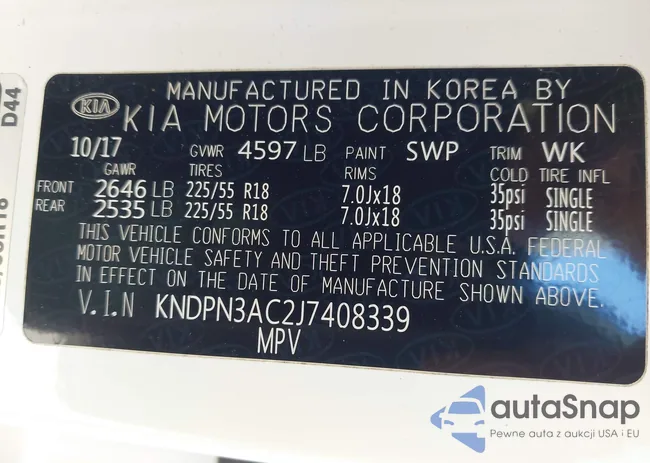 D44
MANUFACTURED IN KOREA BY
KIA KIA MOTORS CORPORATION
10/17 GVWR 4597 LB PAINT SWP TRIM WK
GAWR TIRES RIMS COLD TIRE INFL
FRONT 2646 LB 225/55 R18 7.0Jx18 35psi SINGLE
REAR 2535 LB 225/55 R18 7.0Jx18 35psi SINGLE
THIS VEHICLE CONFORMS TO ALL APPLICABLE U.S.A. FEDERAL
MOTOR VEHICLE SAFETY AND THEFT PREVENTION STANDARDS
IN EFFECT ON THE DATE OF MANUFACTURE SHOWN ABOVE.
V.I.N KNDPN3AC2J7408339
MPV
autaSnap
Pewne auta z aukcji USA i EU